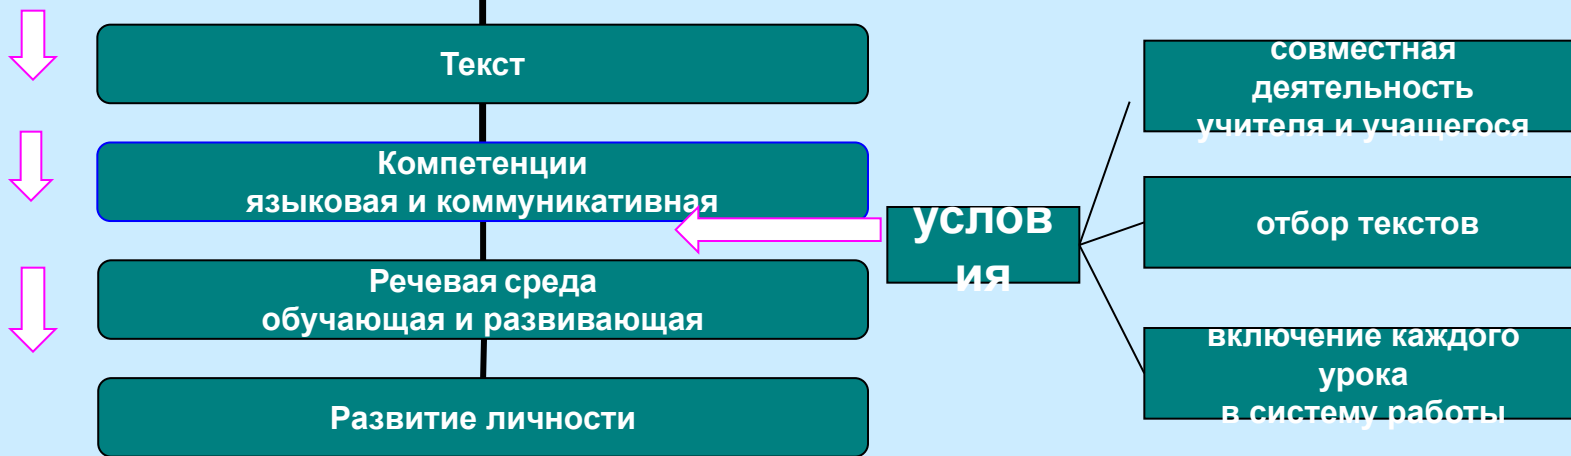 Текст
Компетенции
языковая и коммуникативная
Речевая среда
обучающая и развивающая
Развитие личности
услов
ия
совместная
деятельность
учителя и учащегося
отбор текстов
включение каждого
урока
в систему работы